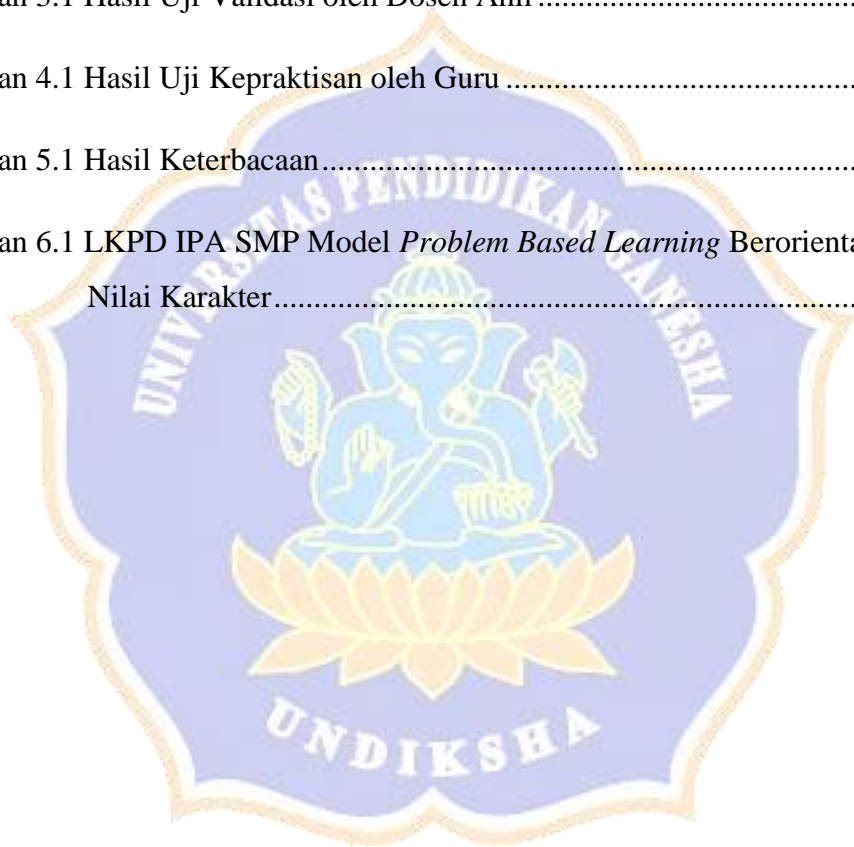 an 3.1 Hasil Uji Validasi oleh Dosen Ahli ........................................
an 4.1 Hasil Uji Kepraktisan oleh Guru ............................................
an 5.1 Hasil Keterbacaan....................................................................
an 6.1 LKPD IPA SMP Model Problem Based Learning Berorienta
Nilai Karakter.........................................................................
UNIVERSITAS PENDIDIKAN GANESHA
UNDIKSHA